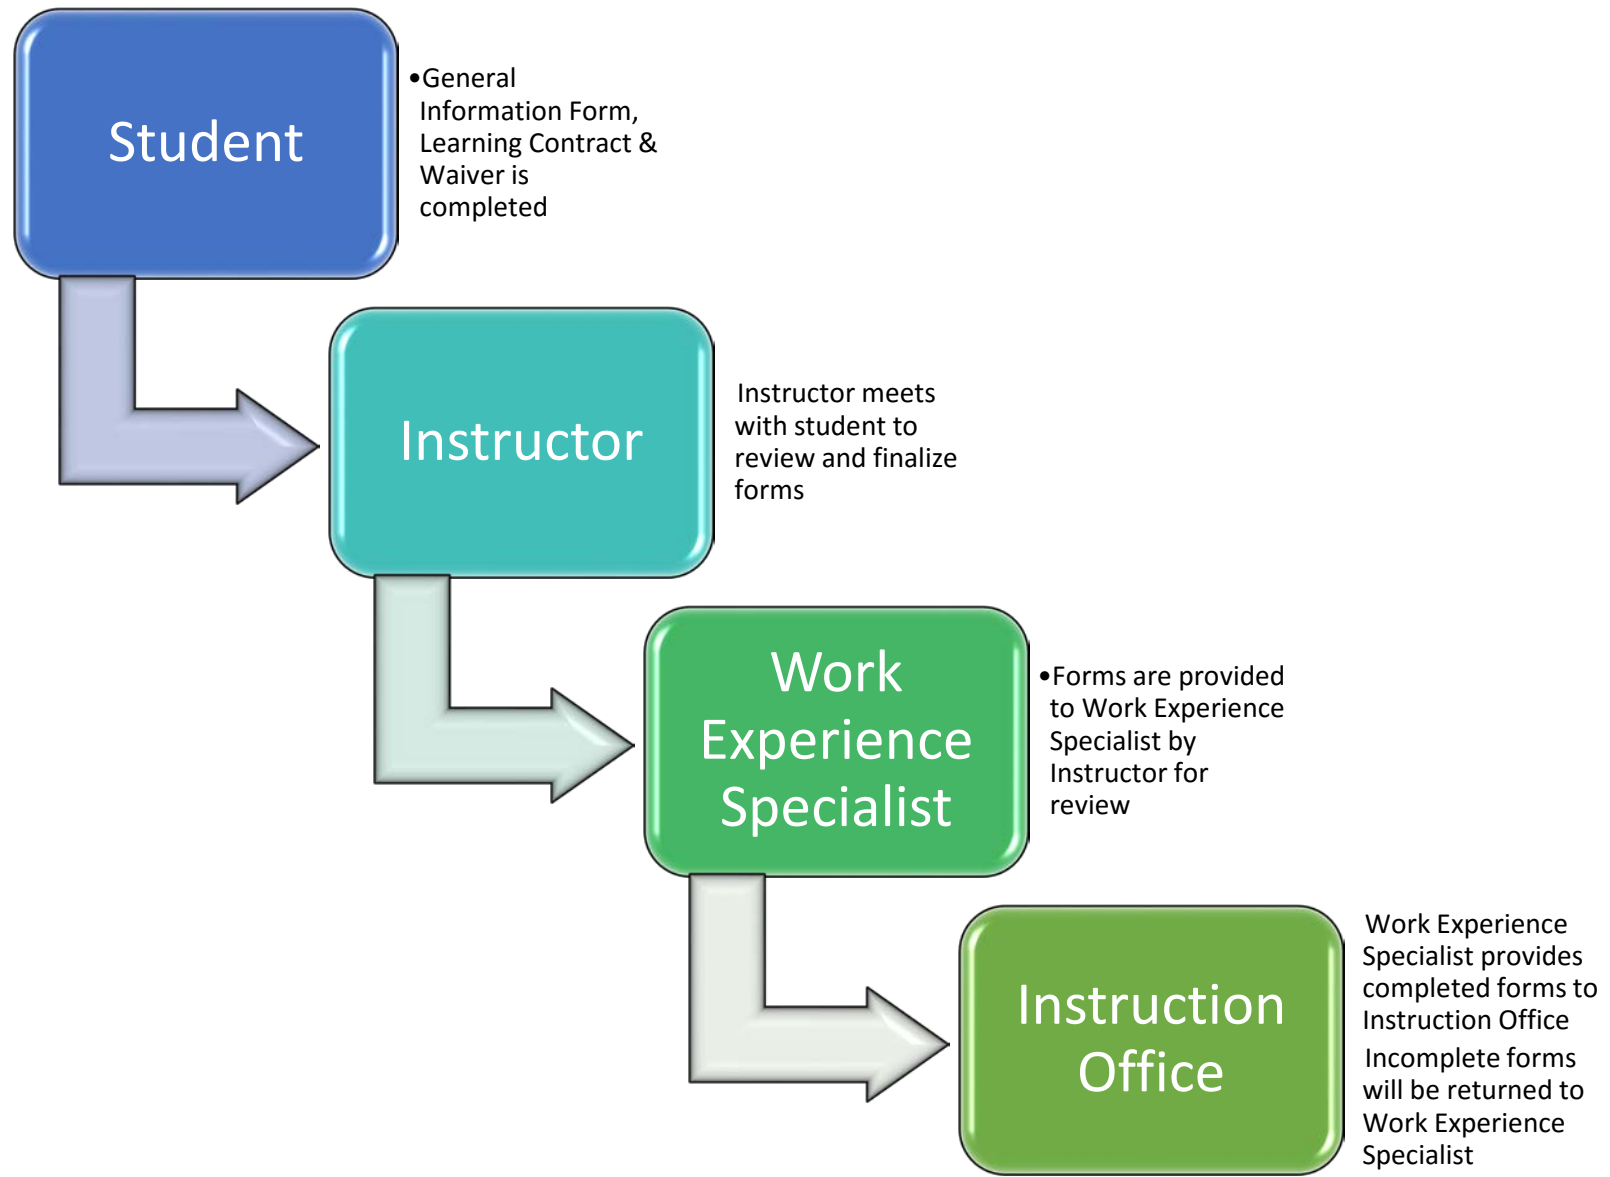 Student
•General
Information Form,
Learning Contract &
Waiver is
completed
Instructor
Instructor meets
with student to
review and finalize
forms
Work
Experience
Specialist
•Forms are provided
to Work Experience
Specialist by
Instructor for
review
Instruction
Office
Work Experience
Specialist provides
completed forms to
Instruction Office
Incomplete forms
will be returned to
Work Experience
Specialist